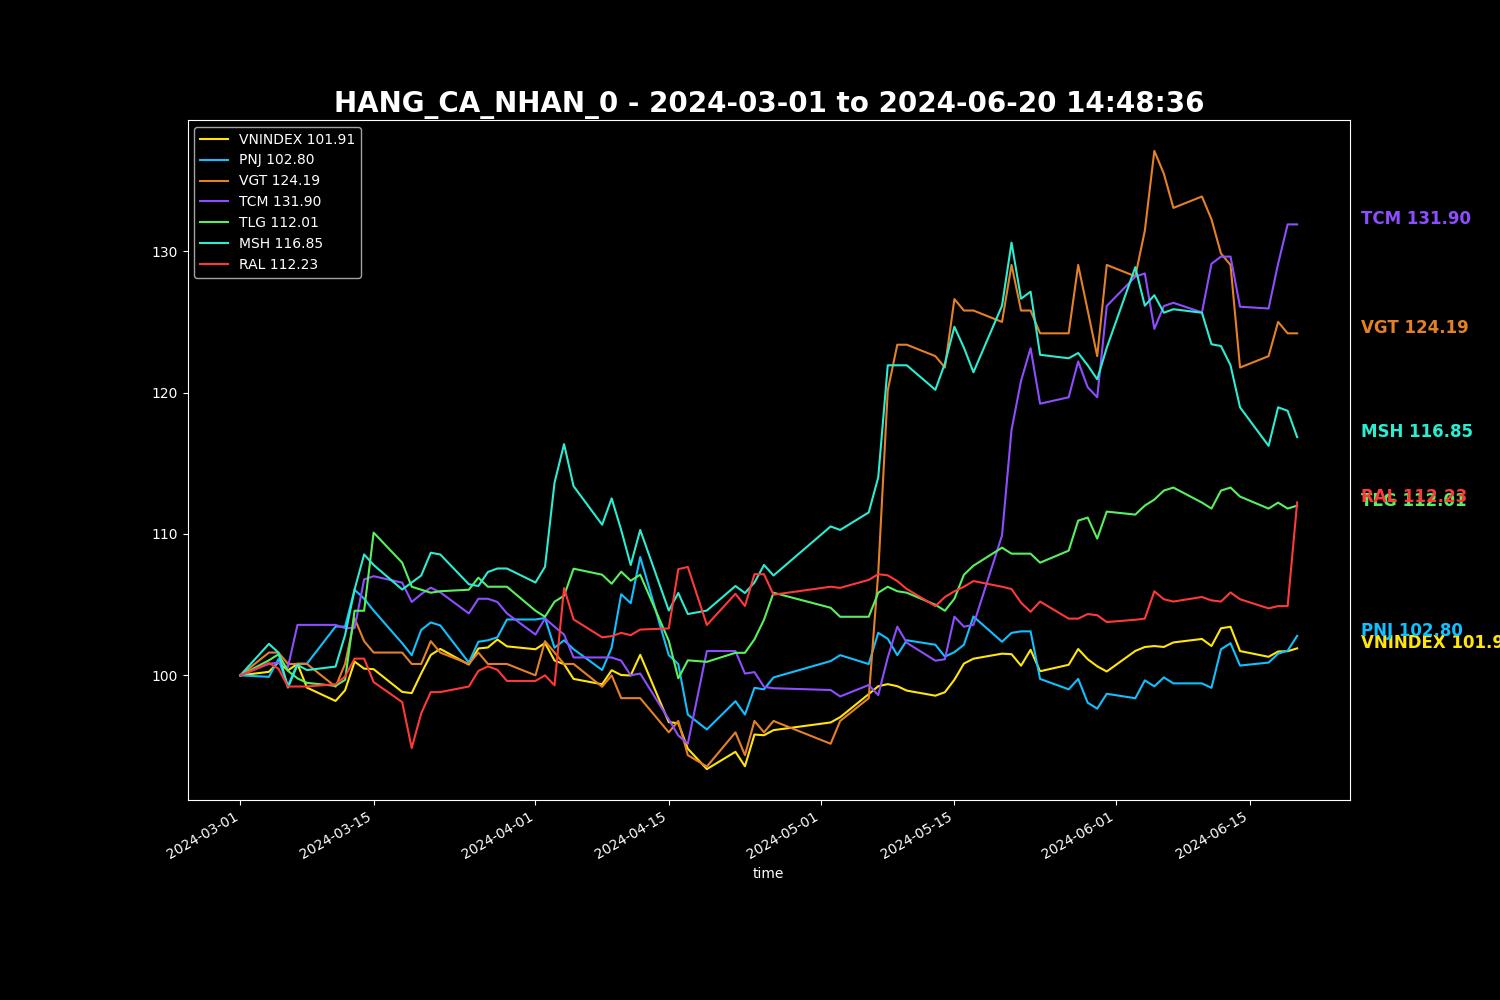 HANG_CA_NHAN_0 - 2024-03-01 to 2024-06-20 14:48:36
VNINDEX 101.91
PNJ 102.80
VGT 124.19
TCM 131.90
TLG 112.01
MSH 116.85
RAL 112.23
130
120
110
100
TCM 131.90
VGT 124.19
MSH 116.85
RAL 112.23
TLG 112.01
PNJ 102.80
VNINDEX 101.9
2024-03-01
2024-03-15
2024-04-01
2024-04-15
2024-05-01
2024-05-15
2024-06-01
2024-06-15
time